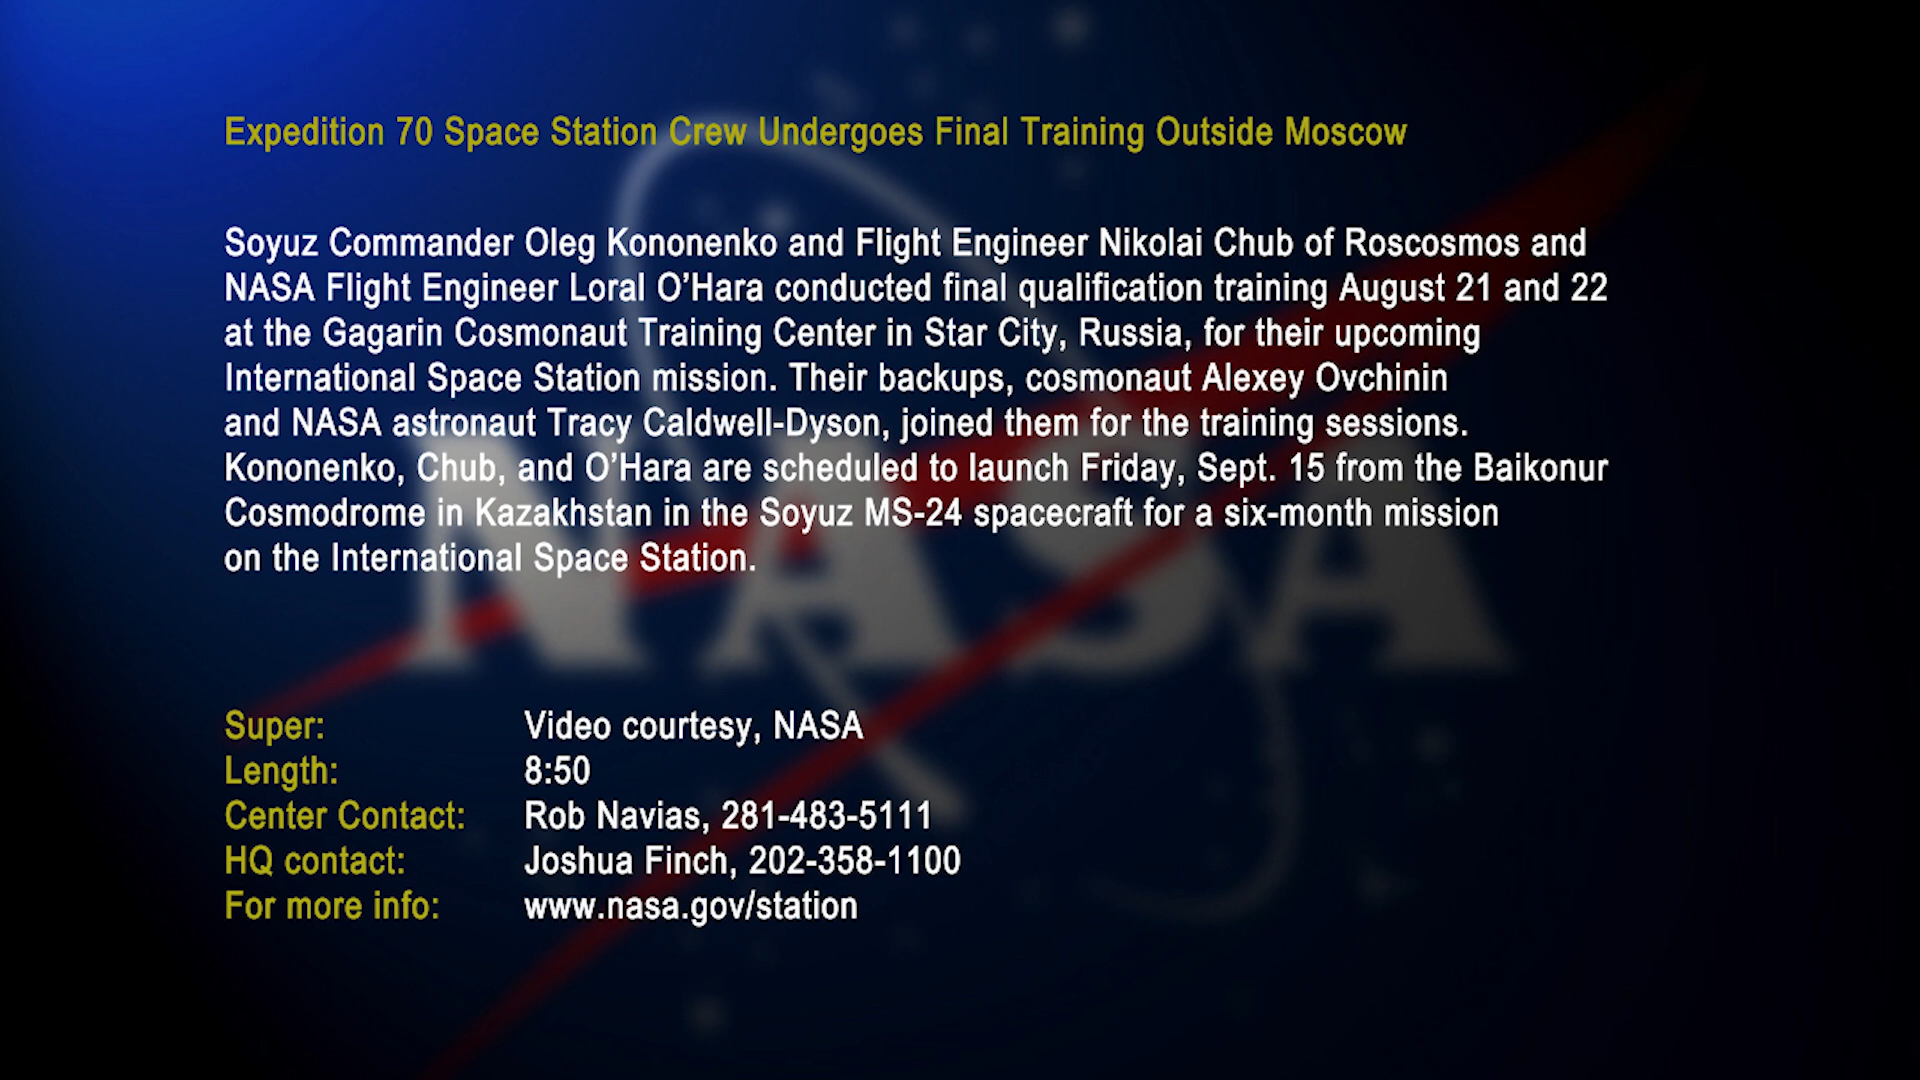 Expedition 70 Space Station Crew Undergoes Final Training Outside Moscow
Soyuz Commander Oleg Kononenko and Flight Engineer Nikolai Chub of Roscosmos and
NASA Flight Engineer Loral O’Hara conducted final qualification training August 21 and 22
at the Gagarin Cosmonaut Training Center in Star City, Russia, for their upcoming
International Space Station mission. Their backups, cosmonaut Alexey Ovchinin
and NASA astronaut Tracy Caldwell-Dyson, joined them for the training sessions.
Kononenko, Chub, and O’Hara are scheduled to launch Friday, Sept. 15 from the Baikonur
Cosmodrome in Kazakhstan in the Soyuz MS-24 spacecraft for a six-month mission
on the International Space Station.
NASA
Super: Video courtesy, NASA
Length: 8:50
Center Contact: Rob Navias, 281-483-5111
HQ contact: Joshua Finch, 202-358-1100
For more info: www.nasa.gov/station